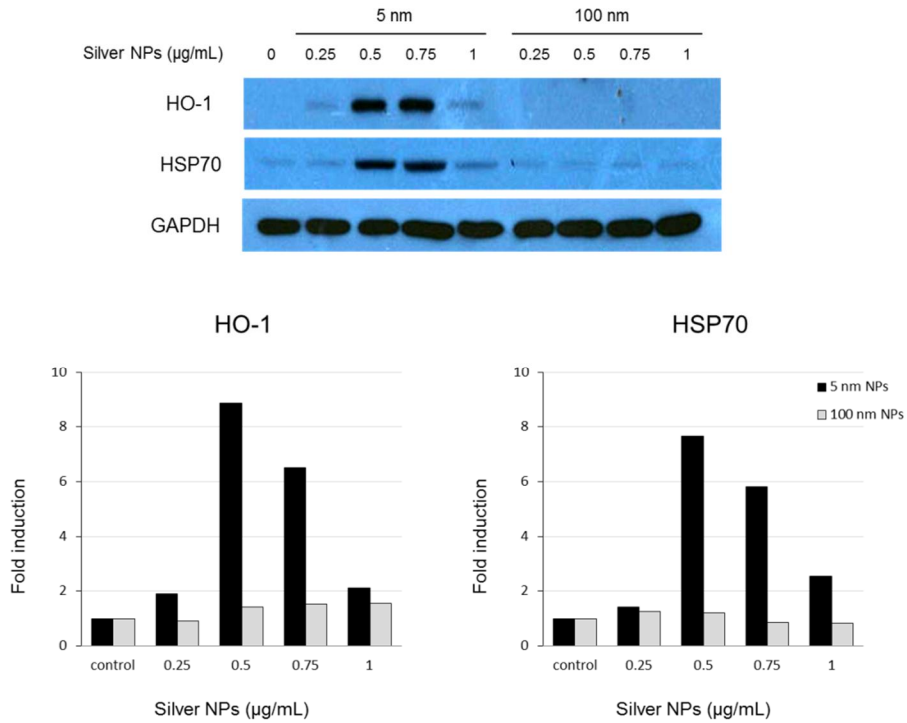 5 nm 100 nm
Silver NPs (µg/mL) 0 0.25 0.5 0.75 1 0.25 0.5 0.75 1
HO-1
HSP70
GAPDH
HO-1
10
8
6
4
2
0
Fold induction
control 0.25 0.5 0.75 1
Silver NPs (µg/mL)
HSP70
10
8
6
4
2
0
Fold induction
5 nm NPs
100 nm NPs
control 0.25 0.5 0.75 1
Silver NPs (µg/mL)